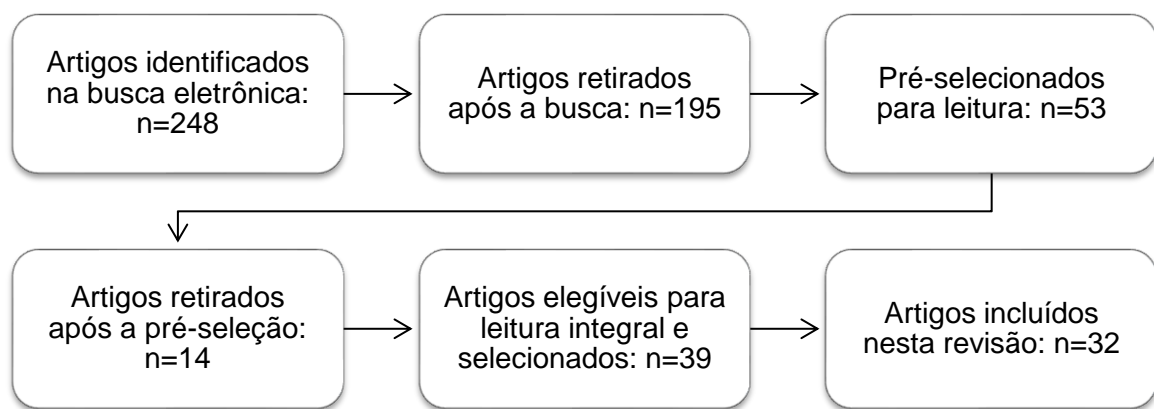 Artigos identificados
na busca eletrônica:
n=248
Artigos retirados
após a busca: n=195
Pré-selecionados
para leitura: n=53
Artigos retirados
após a pré-seleção:
n=14
Artigos elegíveis para
leitura integral e
selecionados: n=39
Artigos incluídos
nesta revisão: n=32